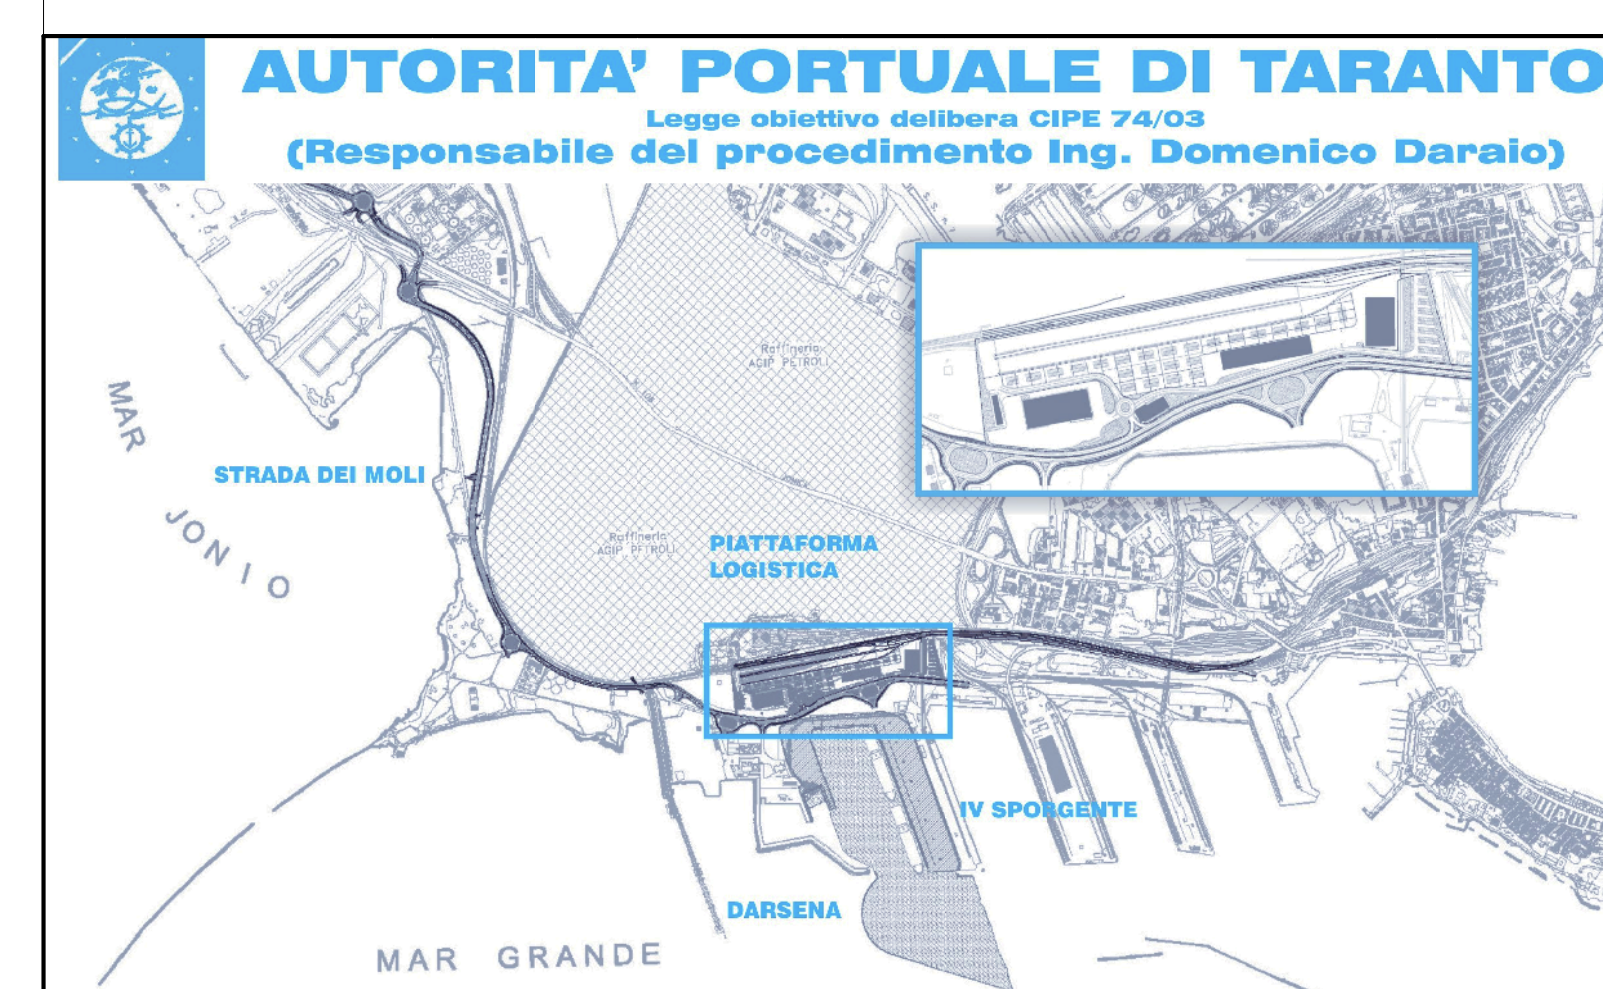 AUTORITA' PORTUALE DI TARANTO
Legge obiettivo delibera CIPE 74/03
(Responsabile del procedimento Ing. Domenico Daraio)
Raffineria
AGIP PETROLI
MAR
JONIO
STRADA DEI MOLI
JONICA
Raffineria
AGIP PETROLI
PIATTAFORMA
LOGISTICA
IV SPORGENTE
DARSENA
MAR GRANDE